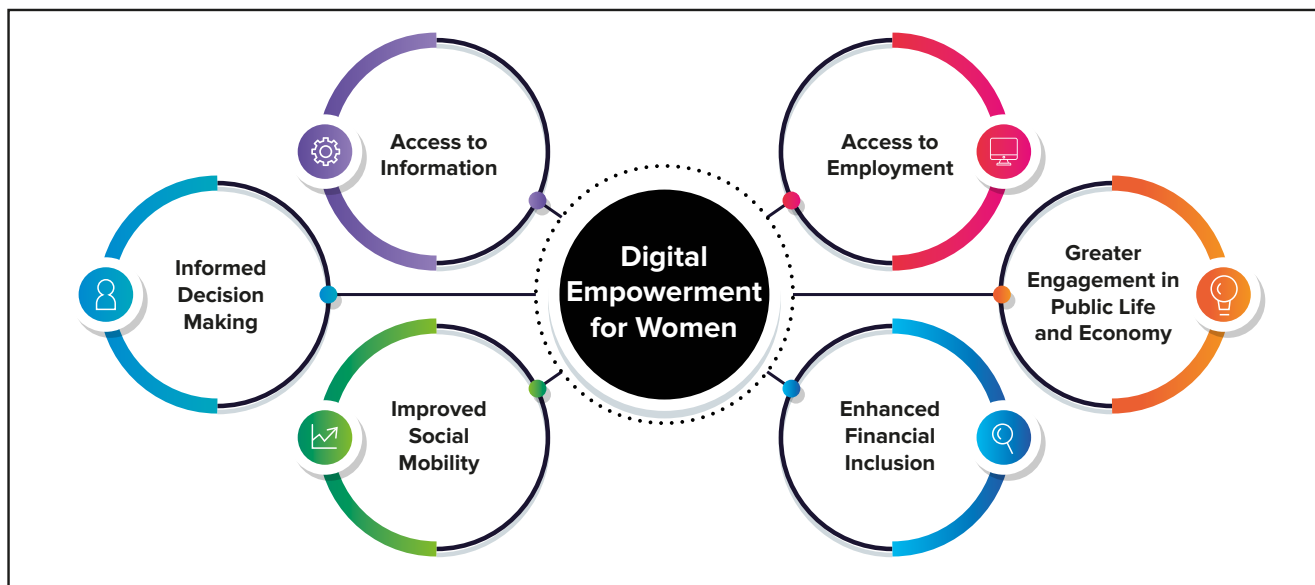 Access to
Information
Access to
Employment
Informed
Decision
Making
Digital
Empowerment
for Women
Greater
Engagement in
Public Life
and Economy
Improved
Social
Mobility
Enhanced
Financial
Inclusion